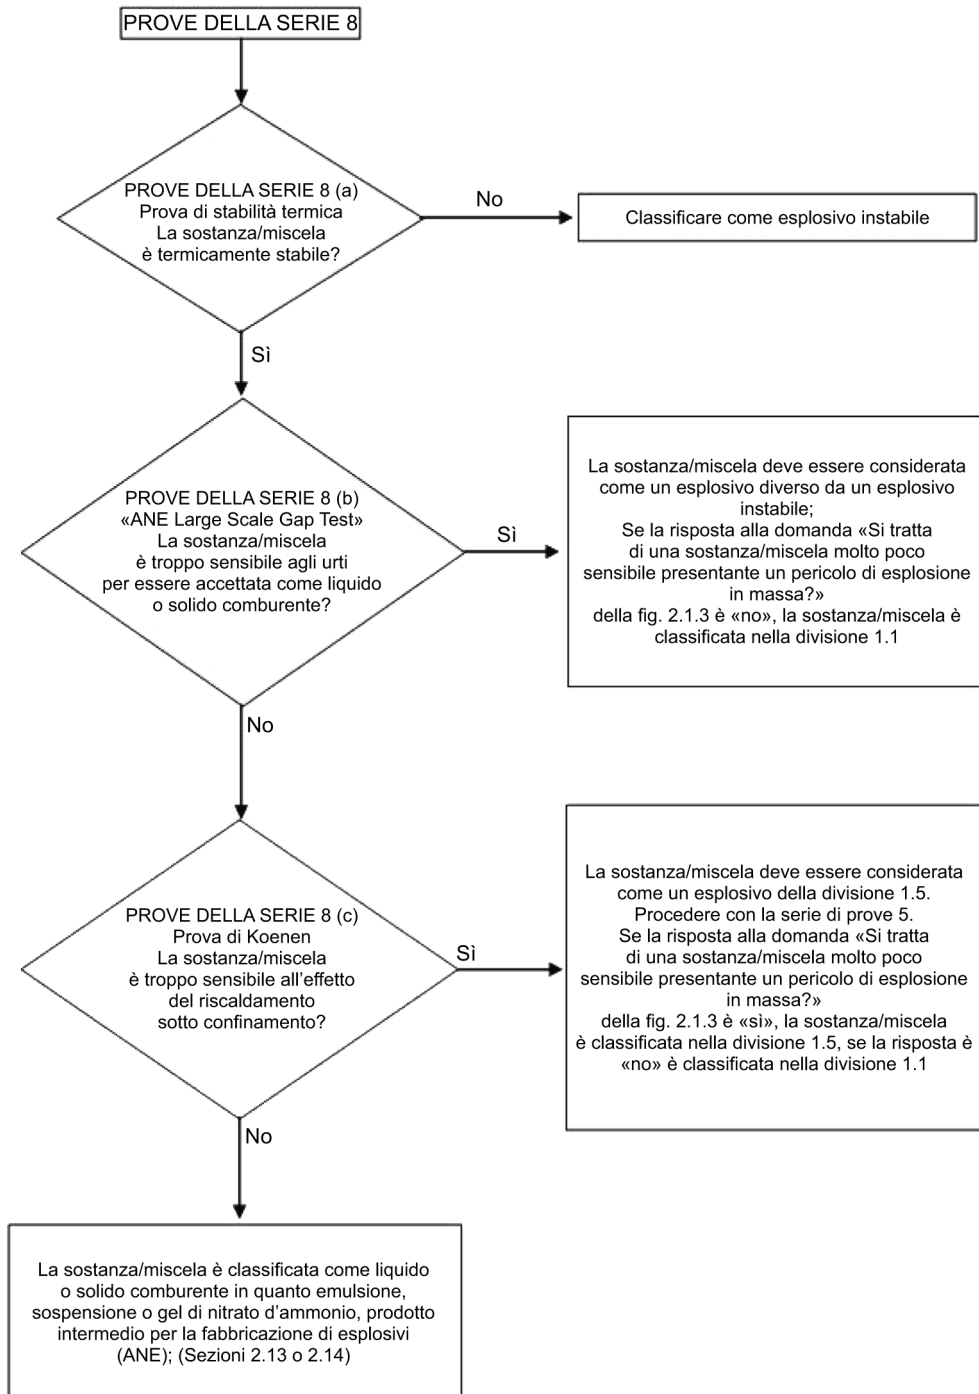 PROVE DELLA SERIE 8
PROVE DELLA SERIE 8 (a)
Prova di stabilità termica
La sostanza/miscela
è termicamente stabile?
No
Classificare come esplosivo instabile
Sì
PROVE DELLA SERIE 8 (b)
«ANE Large Scale Gap Test»
La sostanza/miscela
è troppo sensibile agli urti
per essere accettata come liquido
o solido comburente?
Sì
La sostanza/miscela deve essere considerata
come un esplosivo diverso da un esplosivo
instabile;
Se la risposta alla domanda «Si tratta
di una sostanza/miscela molto poco
sensibile presentante un pericolo di esplosione
in massa?»
della fig. 2.1.3 è «no», la sostanza/miscela è
classificata nella divisione 1.1
No
PROVE DELLA SERIE 8 (c)
Prova di Koenen
La sostanza/miscela
è troppo sensibile all'effetto
del riscaldamento
sotto confinamento?
Sì
La sostanza/miscela deve essere considerata
come un esplosivo della divisione 1.5.
Procedere con la serie di prove 5.
Se la risposta alla domanda «Si tratta
di una sostanza/miscela molto poco
sensibile presentante un pericolo di esplosione
in massa?»
della fig. 2.1.3 è «sì», la sostanza/miscela
è classificata nella divisione 1.5, se la risposta è
«no» è classificata nella divisione 1.1
No
La sostanza/miscela è classificata come liquido
o solido comburente in quanto emulsione,
sospensione o gel di nitrato d'ammonio, prodotto
intermedio per la fabbricazione di esplosivi
(ANE); (Sezioni 2.13 o 2.14)